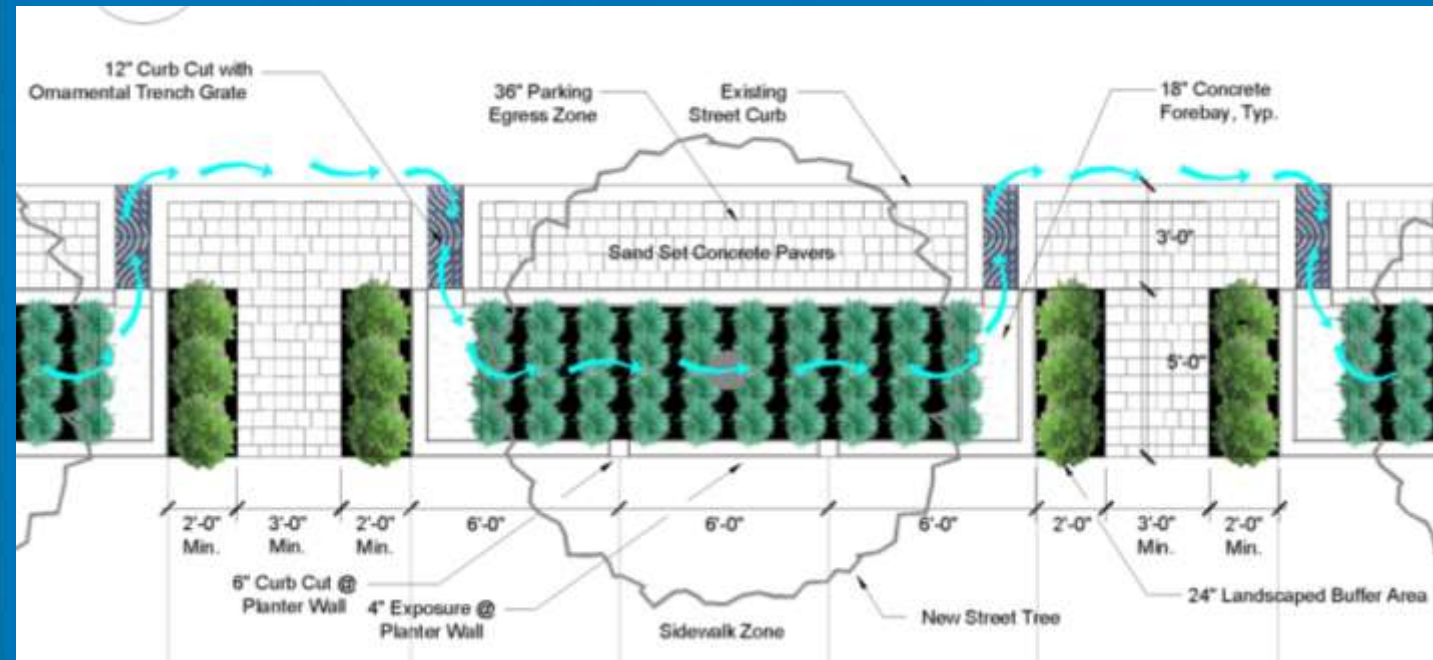 12" Curb Cut with
Ornamental Trench Grate
36" Parking
Egress Zone
Existing
Street Curb
18" Concrete
Forebay, Typ.
Sand Set Concrete Pavers
3'-0"
5'-0"
2'-0"
Min.
3'-0"
Min.
2'-0"
Min.
6'-0"
6'-0"
6'-0"
2'-0"
3'-0"
Min.
2'-0"
Min.
6" Curb Cut @
Planter Wall
4" Exposure @
Planter Wall
Sidewalk Zone
New Street Tree
24" Landscaped Buffer Area